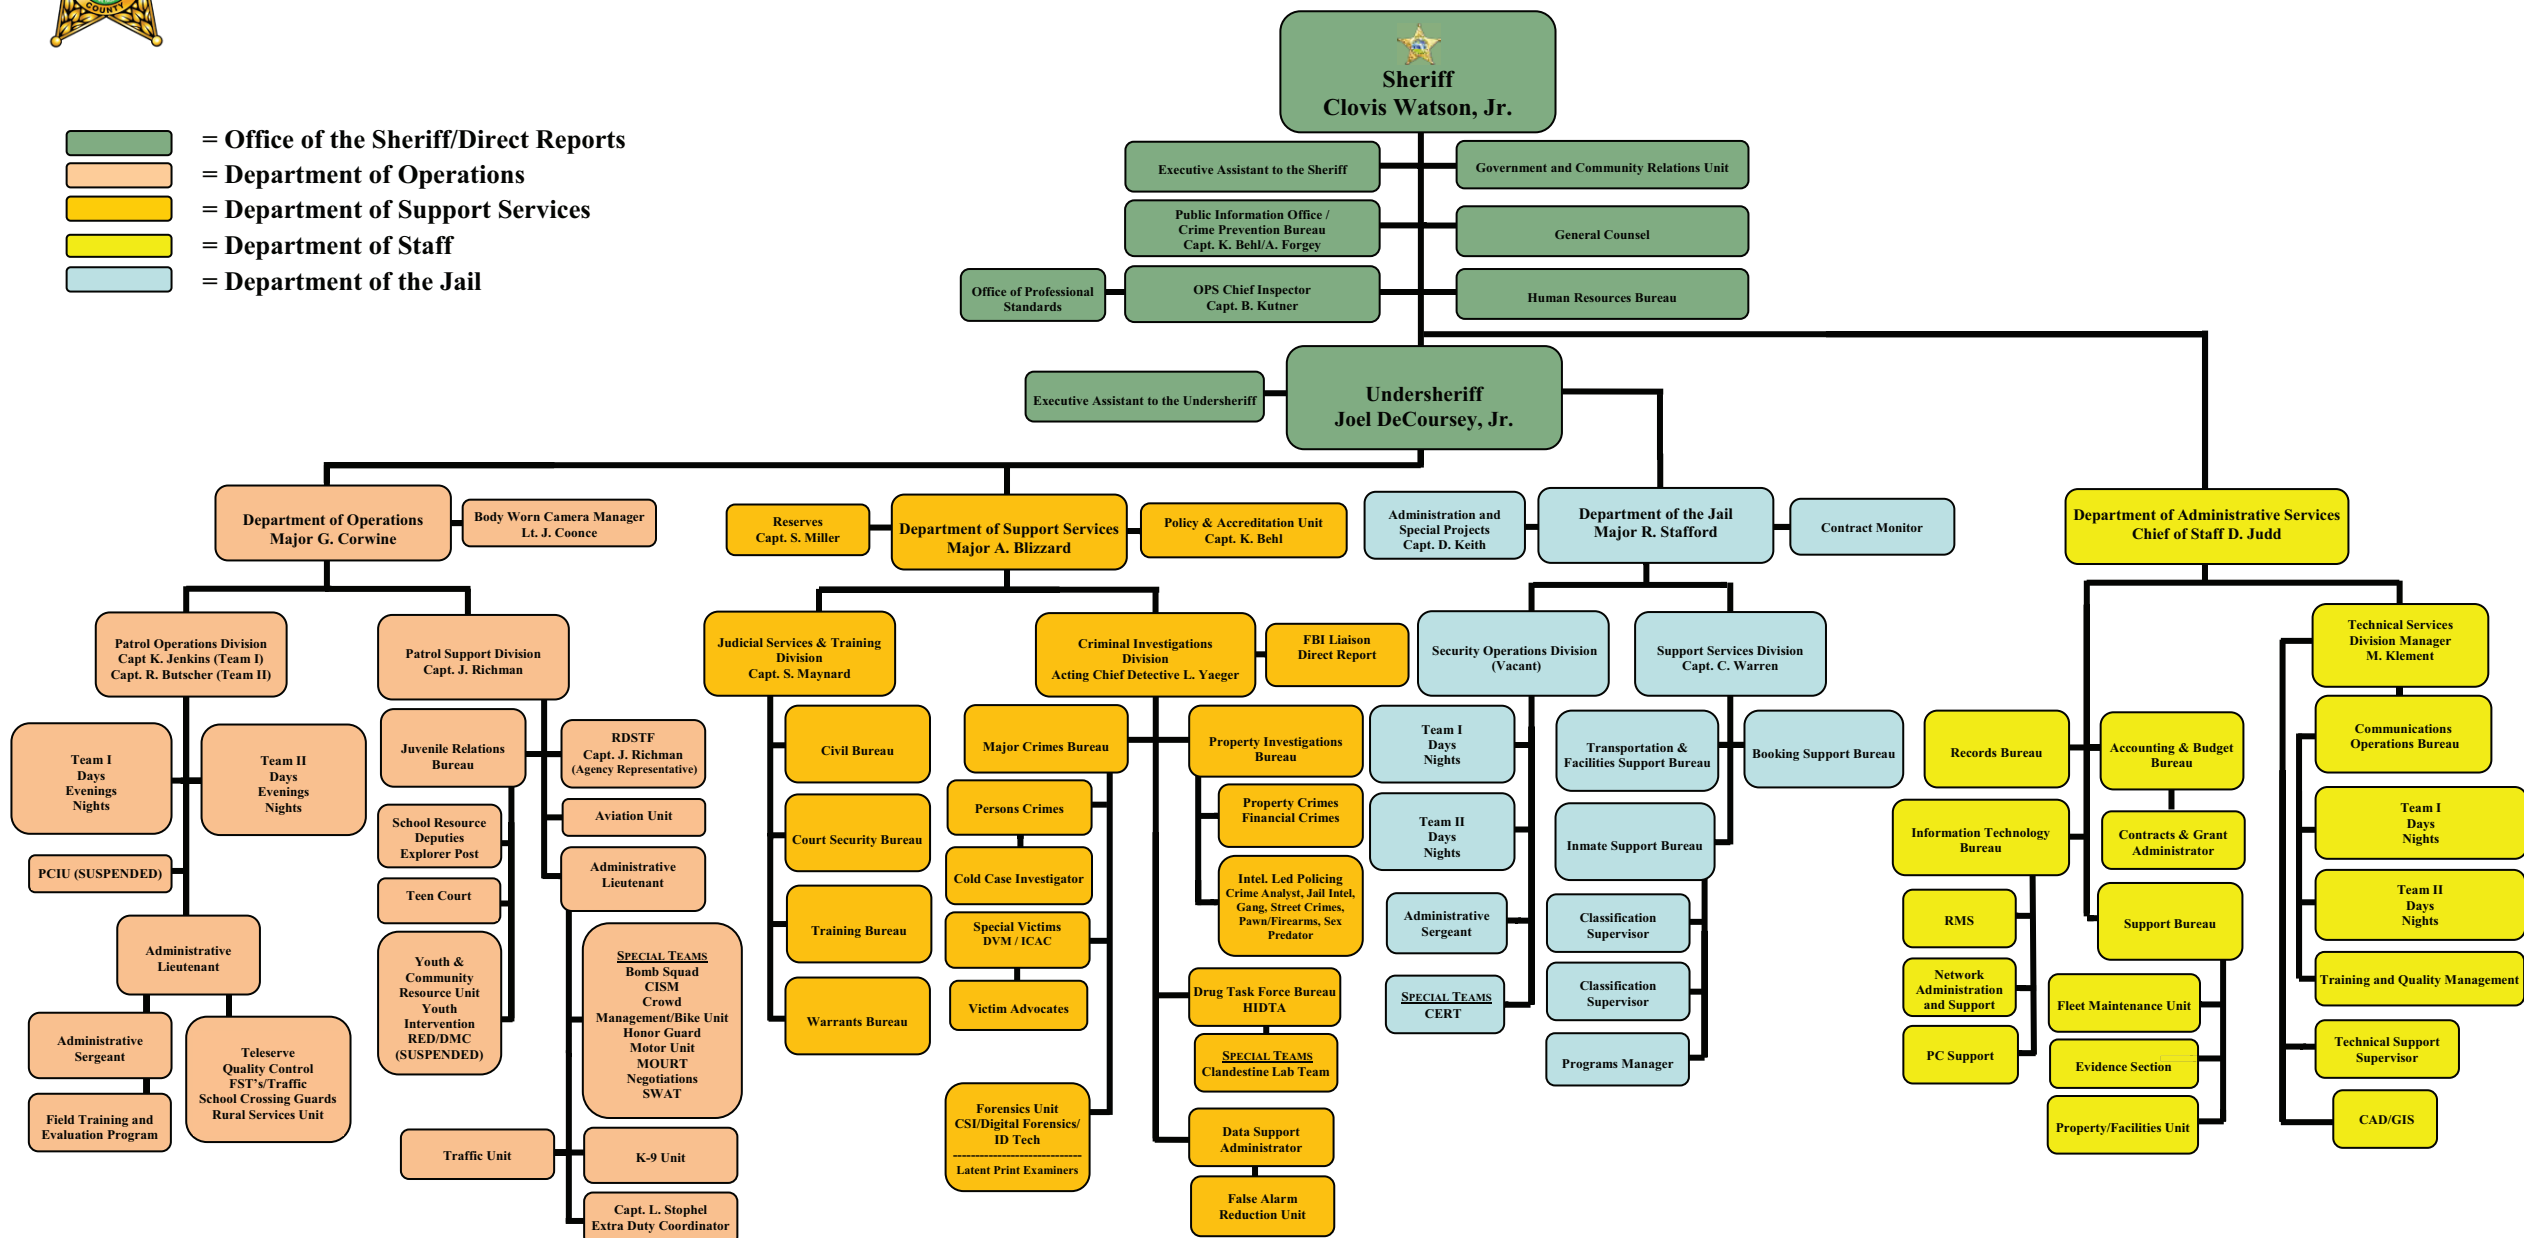 COUNTY
Sheriff
Clovis Watson, Jr.
= Office of the Sheriff/Direct Reports
= Department of Operations
= Department of Support Services
= Department of Staff
= Department of the Jail
Executive Assistant to the Sheriff
Government and Community Relations Unit
Public Information Office /
Crime Prevention Bureau
Capt. K. Behl/A. Forgey
General Counsel
Office of Professional
Standards
OPS Chief Inspector
Capt. B. Kutner
Human Resources Bureau
Executive Assistant to the Undersheriff
Undersheriff
Joel DeCoursey, Jr.
Department of Operations
Major G. Corwine
Body Worn Camera Manager
Lt. J. Coonce
Reserves
Capt. S. Miller
Department of Support Services
Major A. Blizzard
Policy & Accreditation Unit
Capt. K. Behl
Administration and
Special Projects
Capt. D. Keith
Department of the Jail
Major R. Stafford
Contract Monitor
Department of Administrative Services
Chief of Staff D. Judd
Patrol Operations Division
Capt K. Jenkins (Team I)
Capt. R. Butscher (Team II)
Patrol Support Division
Capt. J. Richman
Judicial Services & Training
Division
Capt. S. Maynard
Criminal Investigations
Division
Acting Chief Detective L. Yaeger
FBI Liaison
Direct Report
Security Operations Division
(Vacant)
Support Services Division
Capt. C. Warren
Technical Services
Division Manager
M. Klement
Team I
Days
Evenings
Nights
Team II
Days
Evenings
Nights
PCIU (SUSPENDED)
Administrative
Lieutenant
Administrative
Sergeant
Field Training and
Evaluation Program
Teleserve
Quality Control
FST's/Traffic
School Crossing Guards
Rural Services Unit
Juvenile Relations
Bureau
RDSTF
Capt. J. Richman
(Agency Representative)
School Resource
Deputies
Explorer Post
Teen Court
Youth &
Community
Resource Unit
Youth
Intervention
RED/DMC
(SUSPENDED)
Aviation Unit
Administrative
Lieutenant
SPECIAL TEAMS
Bomb Squad
CISM
Crowd
Management/Bike Unit
Honor Guard
Motor Unit
MOURT
Negotiations
SWAT
Traffic Unit
K-9 Unit
Capt. L. Stophel
Extra Duty Coordinator
Civil Bureau
Court Security Bureau
Training Bureau
Warrants Bureau
Major Crimes Bureau
Persons Crimes
Cold Case Investigator
Special Victims
DVM / ICAC
Victim Advocates
Forensics Unit
CSI/Digital Forensics/
ID Tech
-----------------------------
Latent Print Examiners
Property Investigations
Bureau
Property Crimes
Financial Crimes
Intel. Led Policing
Crime Analyst, Jail Intel,
Gang, Street Crimes,
Pawn/Firearms, Sex
Predator
Drug Task Force Bureau
HIDTA
SPECIAL TEAMS
Clandestine Lab Team
Data Support
Administrator
False Alarm
Reduction Unit
Team I
Days
Nights
Team II
Days
Nights
Administrative
Sergeant
SPECIAL TEAMS
CERT
Transportation &
Facilities Support Bureau
Booking Support Bureau
Inmate Support Bureau
Classification
Supervisor
Classification
Supervisor
Programs Manager
Records Bureau
Accounting & Budget
Bureau
Information Technology
Bureau
Contracts & Grant
Administrator
RMS
Network
Administration
and Support
PC Support
Support Bureau
Fleet Maintenance Unit
Evidence Section
Property/Facilities Unit
Communications
Operations Bureau
Team I
Days
Nights
Team II
Days
Nights
Training and Quality Management
Technical Support
Supervisor
CAD/GIS